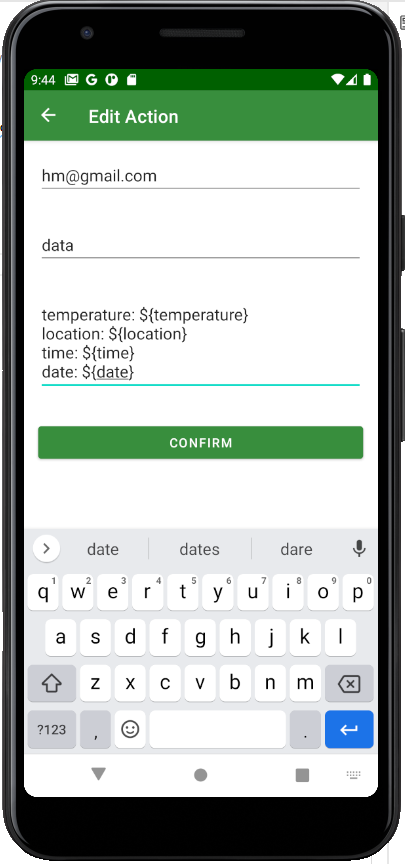 9:44
Edit Action
hm@gmail.com
data
temperature: ${temperature}
location: ${location}
time: ${time}
date: ${date}
CONFIRM
date dates dare
q1 w2 e3 r4 t5 y6 u7 i8 o9 p0
a s d f g h j k l
z x c v b n m
?123 , .